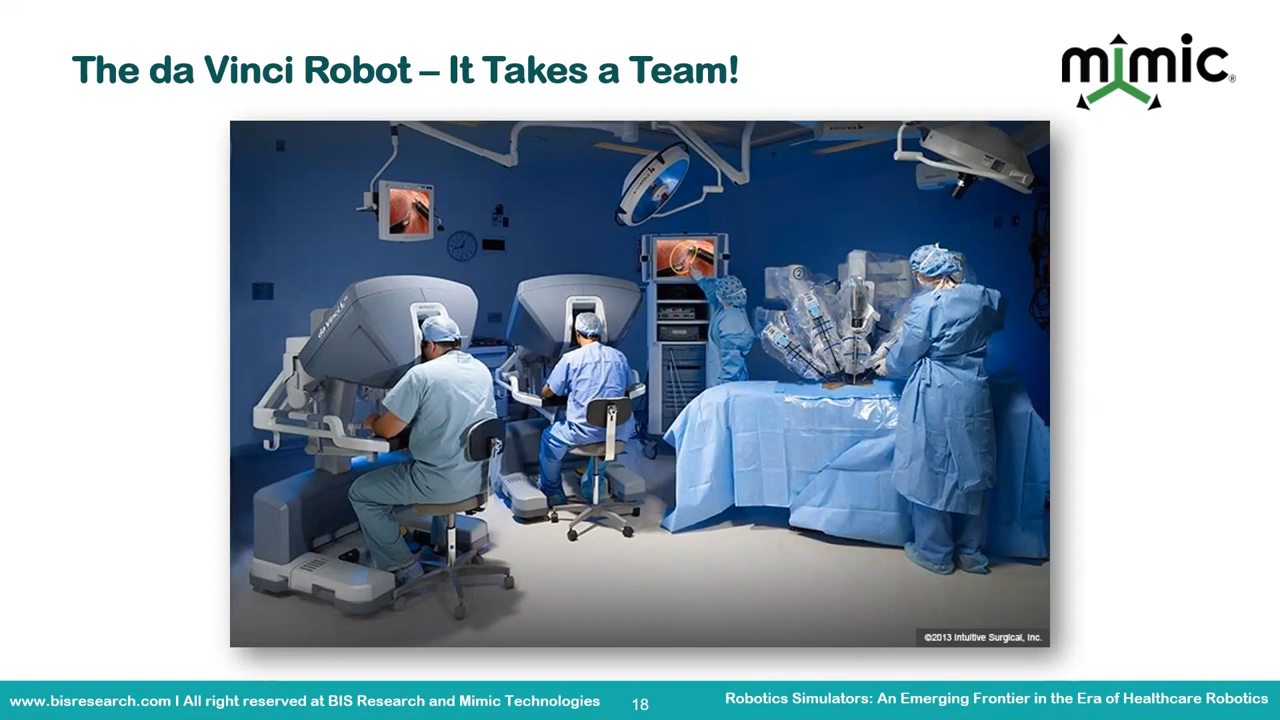 The da Vinci Robot – It Takes a Team!
mimic®
©2013 Intuitive Surgical, Inc.
www.bisresearch.com I All right reserved at BIS Research and Mimic Technologies
18
Robotics Simulators: An Emerging Frontier in the Era of Healthcare Robotics